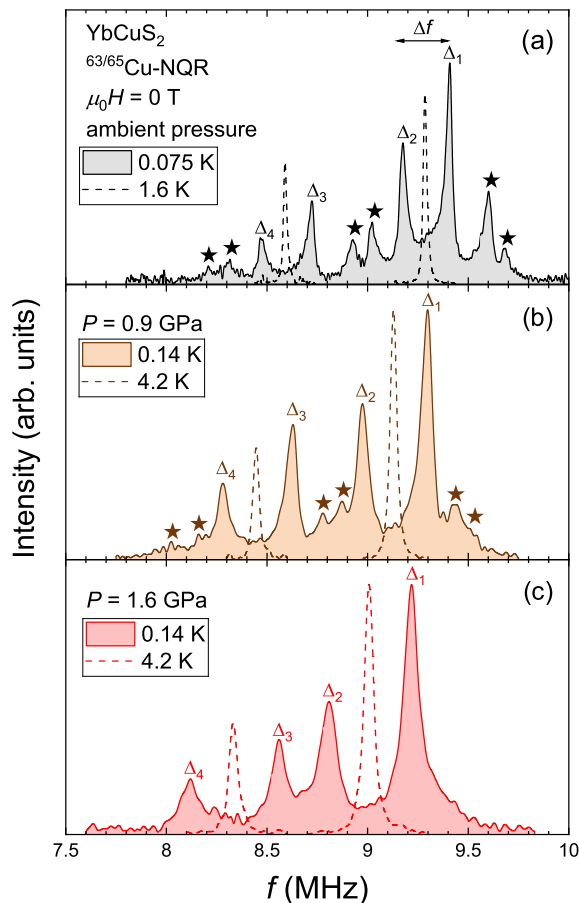 YbCuS₂
⁶³/⁶⁵Cu-NQR
μ₀H = 0 T
ambient pressure
0.075 K
1.6 K
(a)
Δf
Δ₁
Δ₂
Δ₃
Δ₄
★ ★ ★ ★ ★ ★
P = 0.9 GPa
0.14 K
4.2 K
(b)
Δ₁
Δ₂
Δ₃
Δ₄
★ ★ ★ ★ ★ ★
P = 1.6 GPa
0.14 K
4.2 K
(c)
Δ₁
Δ₂
Δ₃
Δ₄
Intensity (arb. units)
7.5 8.0 8.5 9.0 9.5 10
f (MHz)